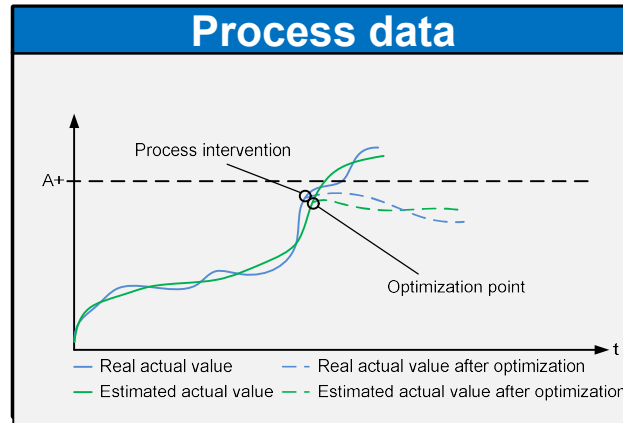 Process data
Process intervention
A+
Optimization point
t
Real actual value
Real actual value after optimization
Estimated actual value
Estimated actual value after optimization